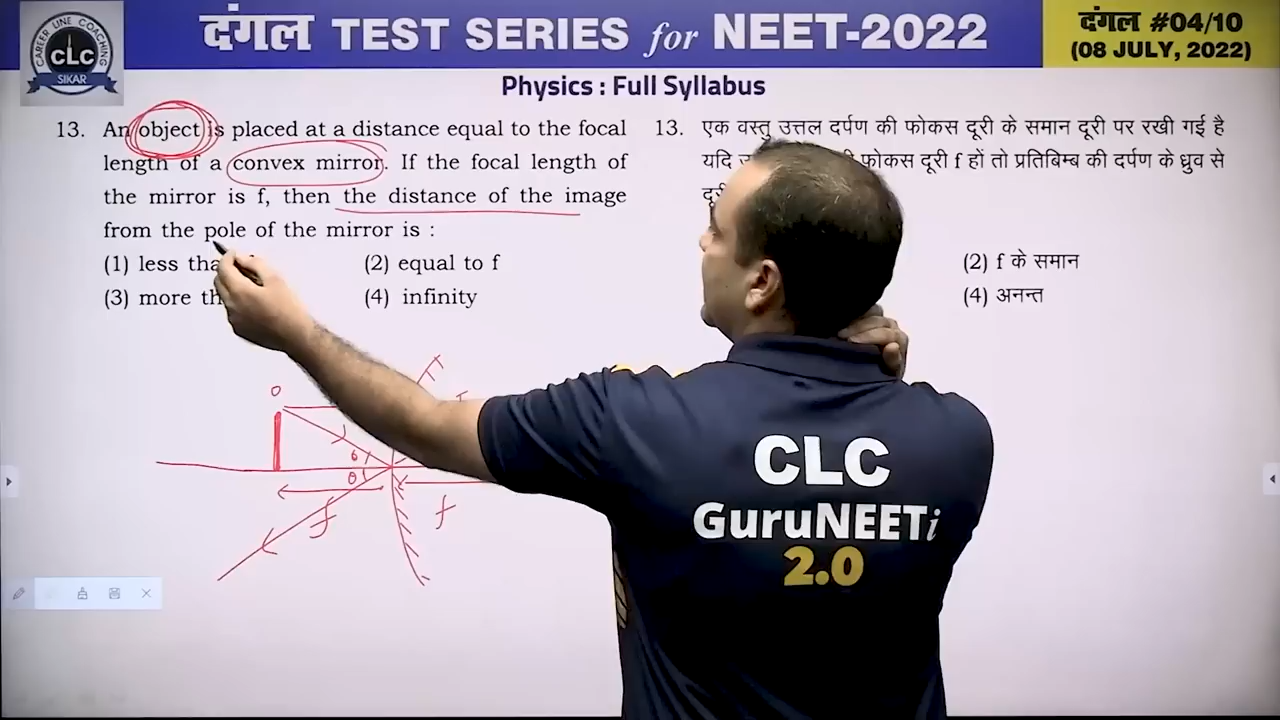 CAREER LINE COACHING
CLC
SIKAR
दंगल TEST SERIES for NEET-2022
दंगल #04/10
(08 JULY, 2022)
Physics : Full Syllabus
13. An object is placed at a distance equal to the focal
length of a convex mirror. If the focal length of
the mirror is f, then the distance of the image
from the pole of the mirror is :
(1) less
(2) equal to f
(3) more
(4) infinity
13. एक वस्तु उत्तल दर्पण की फोकस दूरी के समान दूरी पर रखी गई है
यदि फोकस दूरी f हों तो प्रतिबिम्ब की दर्पण के ध्रुव से
(2) f के समान
(4) अनन्त
O
θ
θ
f
f
CLC
GuruNEETi
2.0